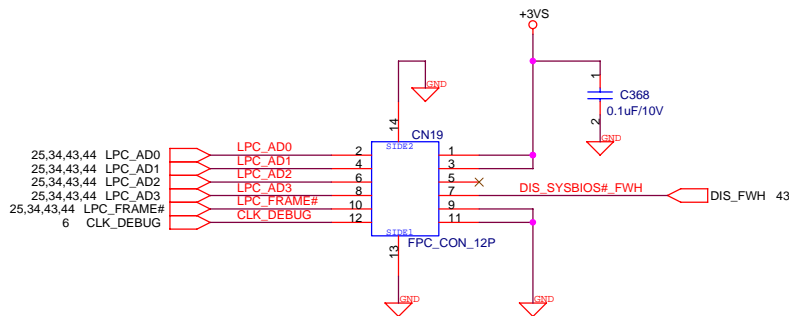 +3VS
1
C368
0.1uF/10V
2
GND
GND
14
CN19
SIDE2
25,34,43,44 LPC_AD0 LPC_AD0 2 1
25,34,43,44 LPC_AD1 LPC_AD1 4 3
25,34,43,44 LPC_AD2 LPC_AD2 6 5
25,34,43,44 LPC_AD3 LPC_AD3 8 7 DIS_SYSBIOS#_FWH DIS_FWH 43
25,34,43,44 LPC_FRAME# LPC_FRAME# 10 9
6 CLK_DEBUG CLK_DEBUG 12 11
SIDE1
FPC_CON_12P
13
GND
GND